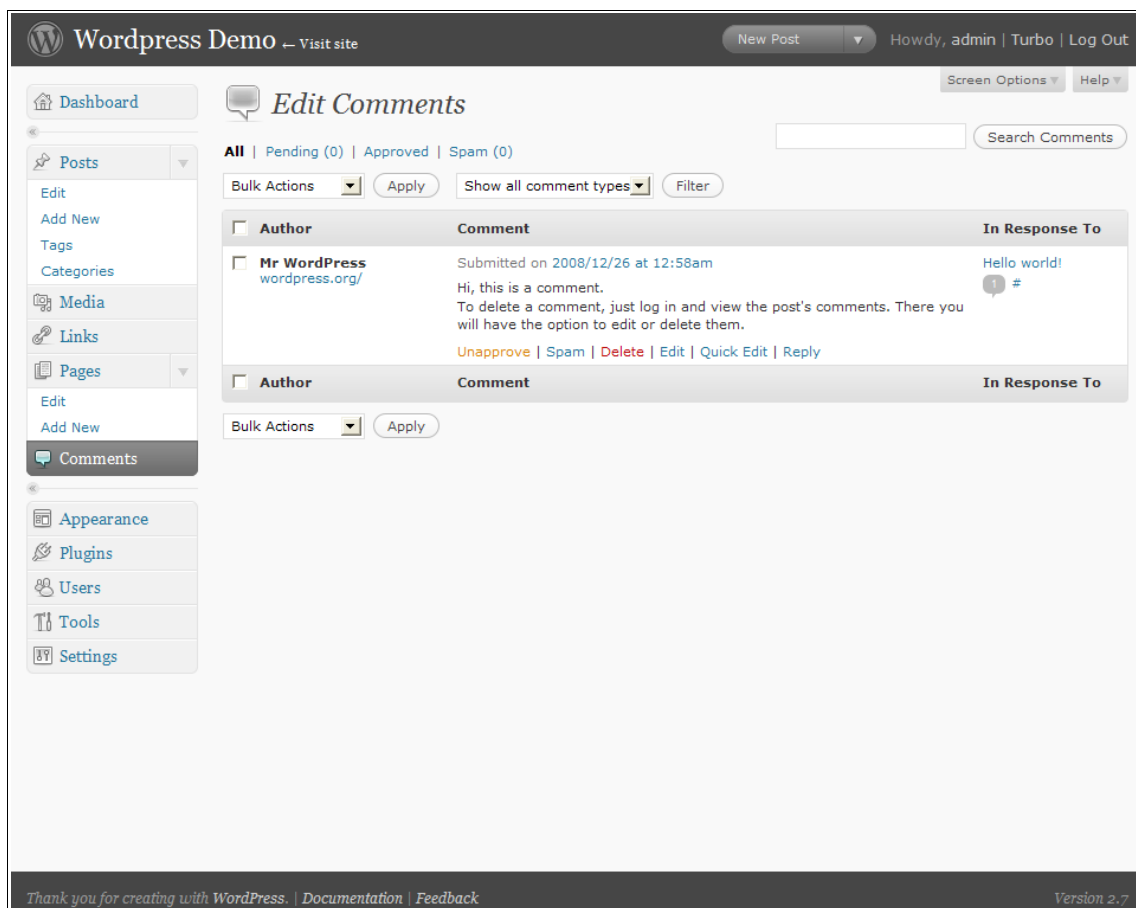 Wordpress Demo ← Visit site
New Post
Howdy, admin | Turbo | Log Out
Screen Options
Help
Dashboard
Posts
Edit
Add New
Tags
Categories
Media
Links
Pages
Edit
Add New
Comments
Appearance
Plugins
Users
Tools
Settings
Edit Comments
Search Comments
All | Pending (0) | Approved | Spam (0)
Bulk Actions Apply Show all comment types Filter
Author Comment In Response To
Mr WordPress Submitted on 2008/12/26 at 12:58am Hello world!
wordpress.org/
1 #
Hi, this is a comment.
To delete a comment, just log in and view the post's comments. There you
will have the option to edit or delete them.
Unapprove | Spam | Delete | Edit | Quick Edit | Reply
Author Comment In Response To
Bulk Actions Apply
Thank you for creating with WordPress. | Documentation | Feedback
Version 2.7